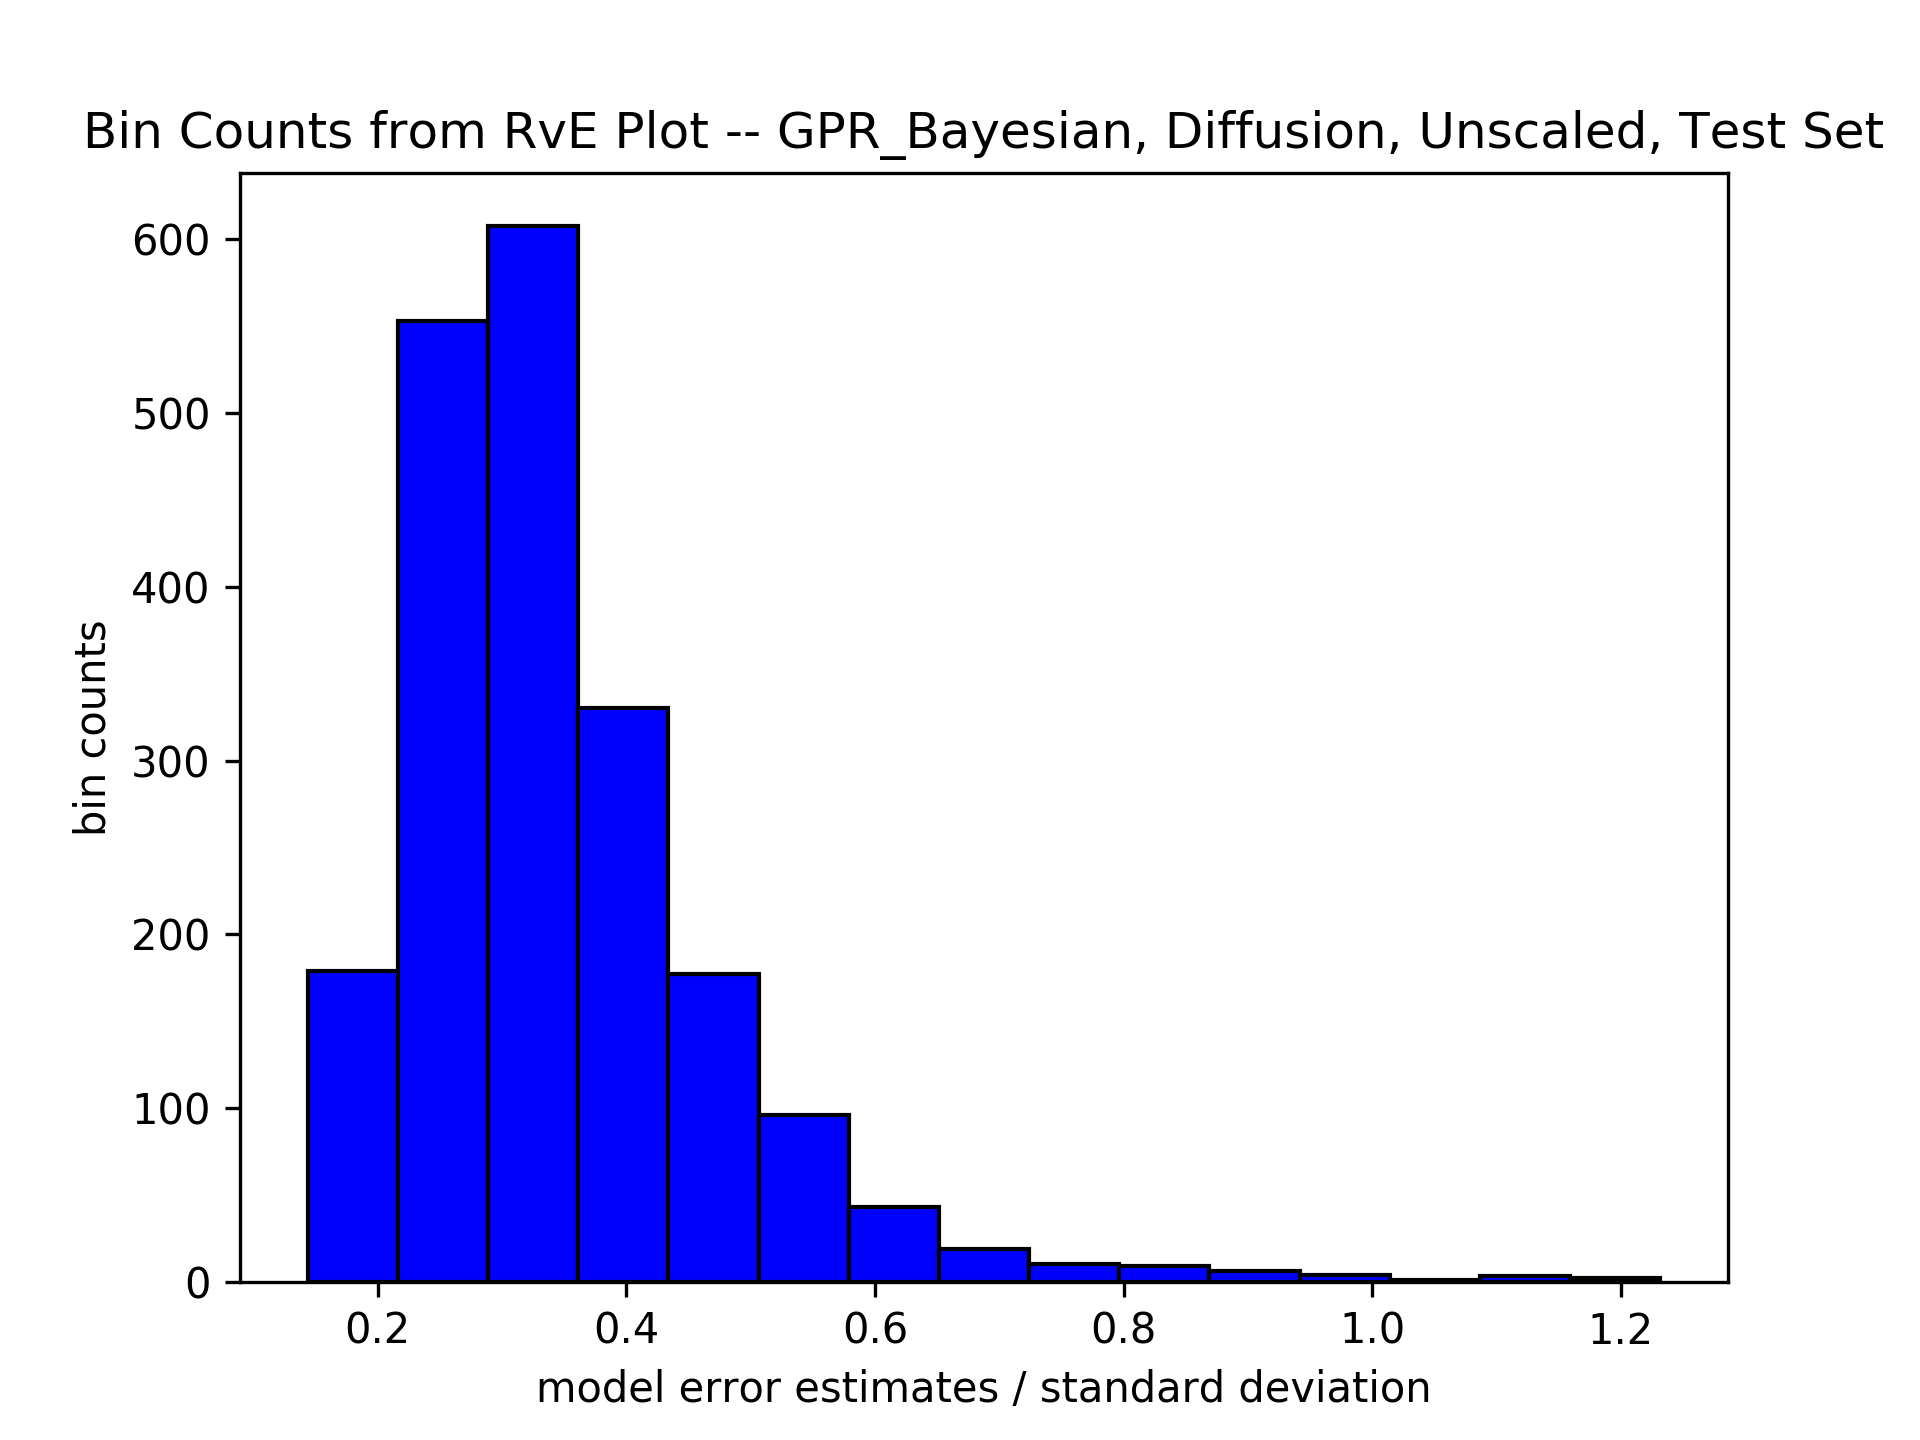 Bin Counts from RvE Plot -- GPR_Bayesian, Diffusion, Unscaled, Test Set
600
500
400
300
200
100
0
bin counts
0.2 0.4 0.6 0.8 1.0 1.2
model error estimates / standard deviation